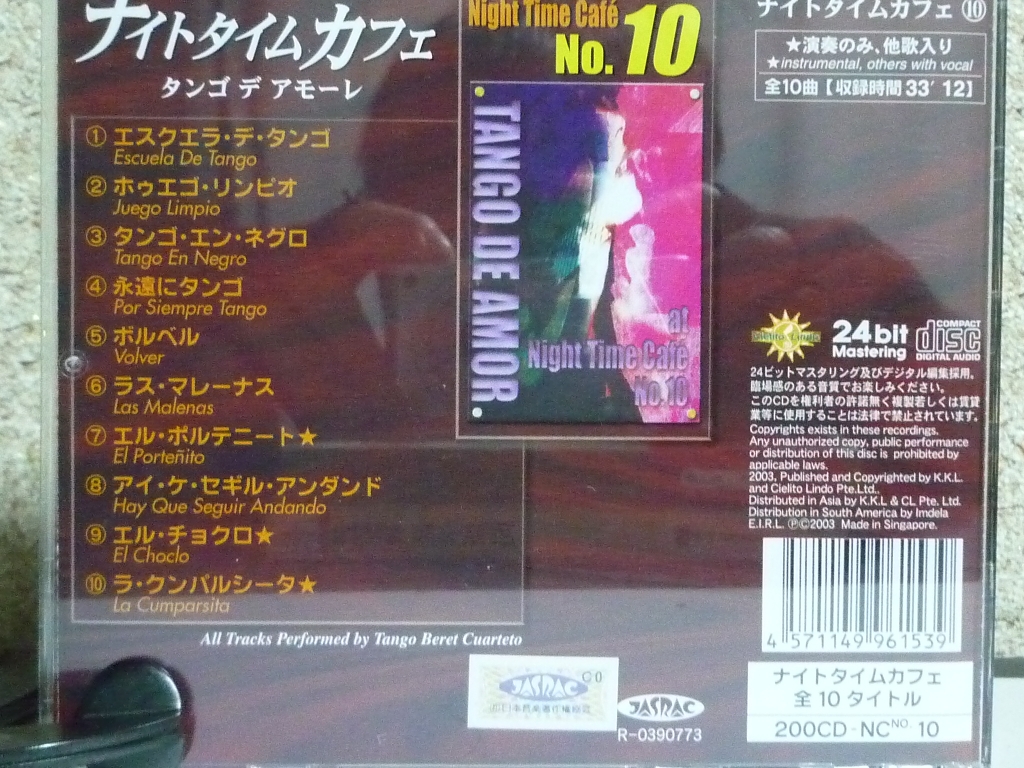 ナイトタイムカフェ
タンゴ デ アモーレ
① エスクエラ・デ・タンゴ
Escuela De Tango
② ホゥエゴ・リンピオ
Juego Limpio
③ タンゴ・エン・ネグロ
Tango En Negro
④ 永遠にタンゴ
Por Siempre Tango
⑤ ボルベル
Volver
⑥ ラス・マレーナス
Las Malenas
⑦ エル・ポルテニート★
El Porteñito
⑧ アイ・ケ・セギル・アンダンド
Hay Que Seguir Andando
⑨ エル・チョクロ★
El Choclo
⑩ ラ・クンパルシータ★
La Cumparsita
All Tracks Performed by Tango Beret Cuarteto
Night Time Café
No. 10
TANGO DE AMOR
at
Night Time Café
No.10
ナイトタイムカフェ ⑩
★演奏のみ、他歌入り
★instrumental, others with vocal
全10曲【収録時間 33' 12】
Cielito Lindo
24bit
Mastering
COMPACT
disc
DIGITAL AUDIO
24ビットマスタリング及びデジタル編集採用。
臨場感のある音質でお楽しみください。
このCDを権利者の許諾無く複製若しくは賃貸
業等に使用することは法律で禁止されています。
Copyrights exists in these recordings.
Any unauthorized copy, public performance
or distribution of this disc is prohibited by
applicable laws.
2003, Published and Copyrighted by K.K.L.
and Cielito Lindo Pte.Ltd..
Distributed in Asia by K.K.L & CL Pte. Ltd.
Distribution in South America by Imdela
E.I.R.L. ℗©2003 Made in Singapore.
4 571149 961539
ナイトタイムカフェ
全 10 タイトル
200CD-NC NO. 10
JASRAC
C0
JASRAC
R-0390773